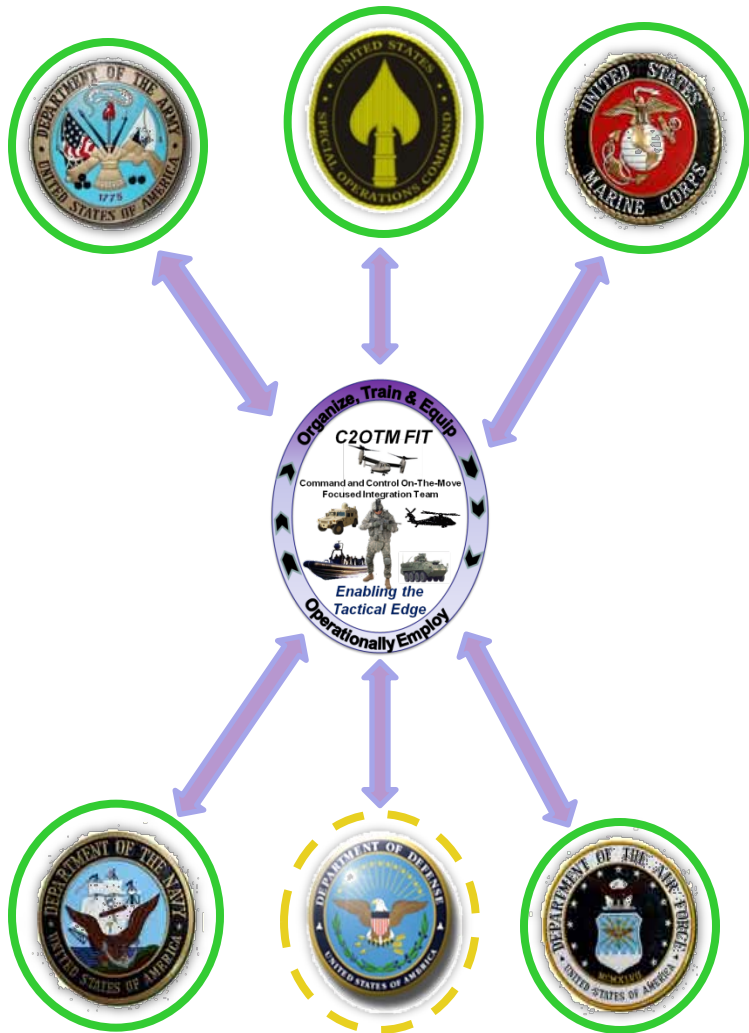 DEPARTMENT OF THE ARMY
1775
UNITED STATES OF AMERICA
UNITED STATES
SPECIAL OPERATIONS COMMAND
UNITED STATES
MARINE CORPS
Organize, Train & Equip
C2OTM FIT
Command and Control On-The-Move
Focused Integration Team
Enabling the
Tactical Edge
Operationally Employ
DEPARTMENT OF THE NAVY
UNITED STATES OF AMERICA
DEPARTMENT OF DEFENSE
UNITED STATES OF AMERICA
DEPARTMENT OF THE AIR FORCE
MCMXLVII
UNITED STATES OF AMERICA